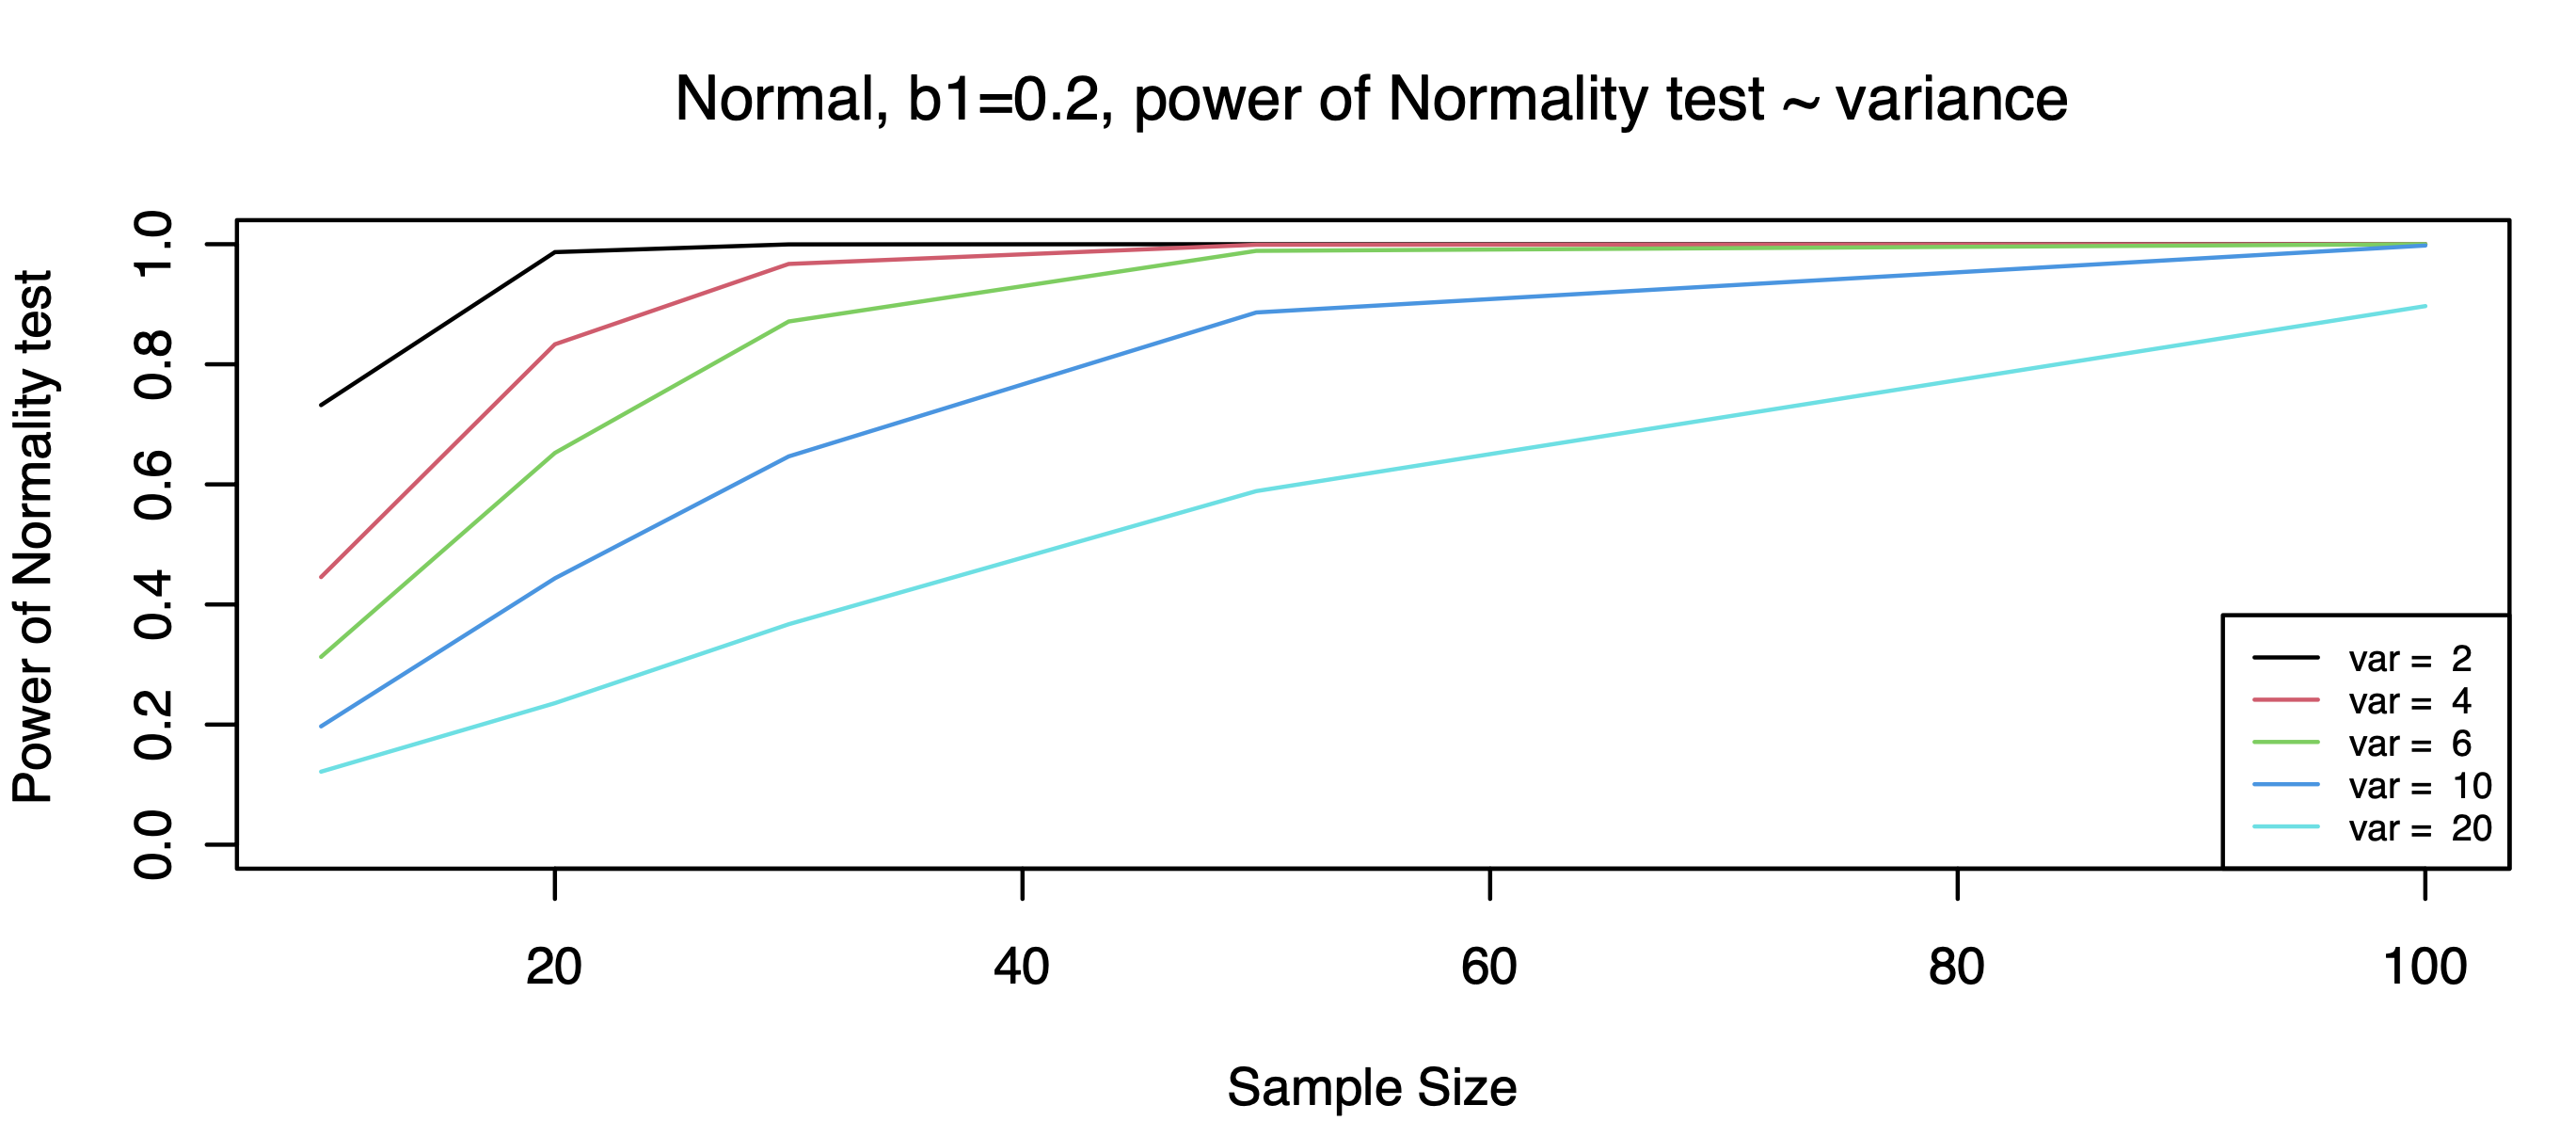 Normal, b1=0.2, power of Normality test ~ variance
Power of Normality test
1.0
0.8
0.6
0.4
0.2
0.0
var = 2
var = 4
var = 6
var = 10
var = 20
20 40 60 80 100
Sample Size